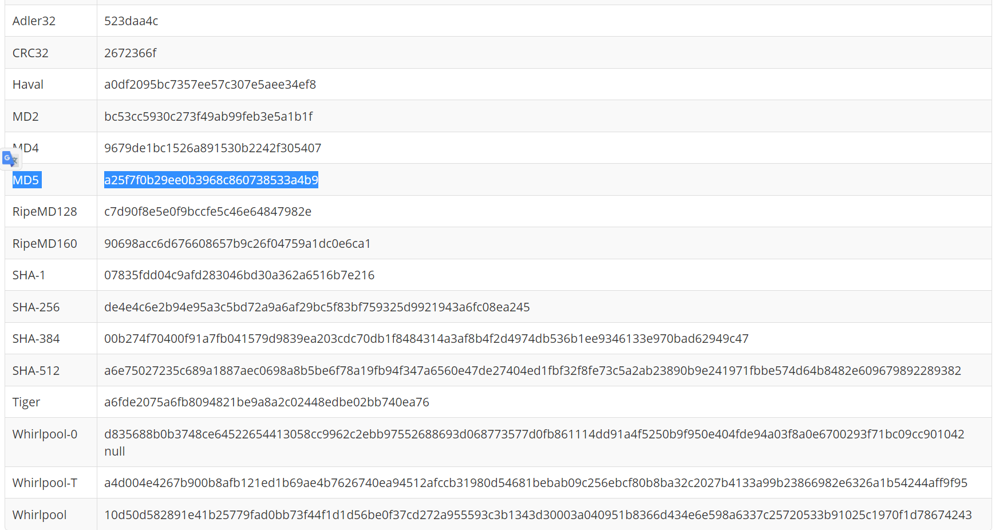 Adler32 523daa4c
CRC32 2672366f
Haval a0df2095bc7357ee57c307e5aee34ef8
MD2 bc53cc5930c273f49ab99feb3e5a1b1f
MD4 9679de1bc1526a891530b2242f305407
MD5 a25f7f0b29ee0b3968c860738533a4b9
RipeMD128 c7d90f8e5e0f9bccfe5c46e64847982e
RipeMD160 90698acc6d676608657b9c26f04759a1dc0e6ca1
SHA-1 07835fdd04c9afd283046bd30a362a6516b7e216
SHA-256 de4e4c6e2b94e95a3c5bd72a9a6af29bc5f83bf759325d9921943a6fc08ea245
SHA-384 00b274f70400f91a7fb041579d9839ea203cdc70db1f8484314a3af8b4f2d4974db536b1ee9346133e970bad62949c47
SHA-512 a6e75027235c689a1887aec0698a8b5be6f78a19fb94f347a6560e47de27404ed1fbf32f8fe73c5a2ab23890b9e241971fbbe574d64b8482e609679892289382
Tiger a6fde2075a6fb8094821be9a8a2c02448edbe02bb740ea76
Whirlpool-0 d835688b0b3748ce64522654413058cc9962c2ebb97552688693d068773577d0fb861114dd91a4f5250b9f950e404fde94a03f8a0e6700293f71bc09cc901042
null
Whirlpool-T a4d004e4267b900b8afb121ed1b69ae4b7626740ea94512afccb31980d54681bebab09c256ebcf80b8ba32c2027b4133a99b23866982e6326a1b54244aff9f95
Whirlpool 10d50d582891e41b25779fad0bb73f44f1d1d56be0f37cd272a955593c3b1343d30003a040951b8366d434e6e598a6337c25720533b91025c1970f1d78674243